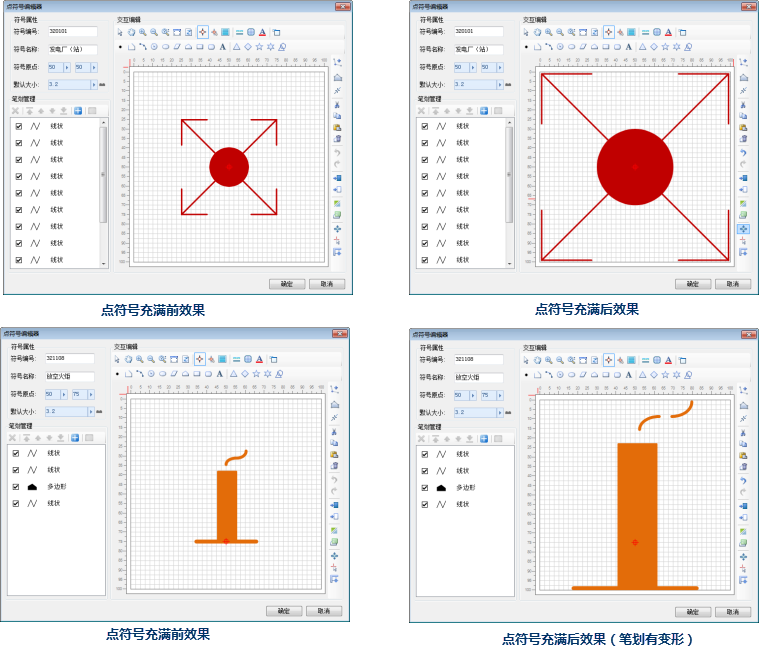 点符号编辑器
符号属性
符号编号: 320101
符号名称: 发电厂（站）
符号原点: 50 50
默认大小: 3.2
笔划管理
线状
线状
线状
线状
线状
线状
线状
线状
线状
交互编辑
确定 取消
点符号充满前效果
点符号编辑器
符号属性
符号编号: 320101
符号名称: 发电厂（站）
符号原点: 50 50
默认大小: 3.2
笔划管理
线状
线状
线状
线状
线状
线状
线状
线状
线状
交互编辑
确定 取消
点符号充满后效果
点符号编辑器
符号属性
符号编号: 321108
符号名称: 放空火炬
符号原点: 50 75
默认大小: 3.2
笔划管理
线状
线状
多边形
线状
交互编辑
确定 取消
点符号充满前效果
点符号编辑器
符号属性
符号编号: 321108
符号名称: 放空火炬
符号原点: 50 75
默认大小: 3.2
笔划管理
线状
线状
多边形
线状
交互编辑
确定 取消
点符号充满后效果（笔划有变形）